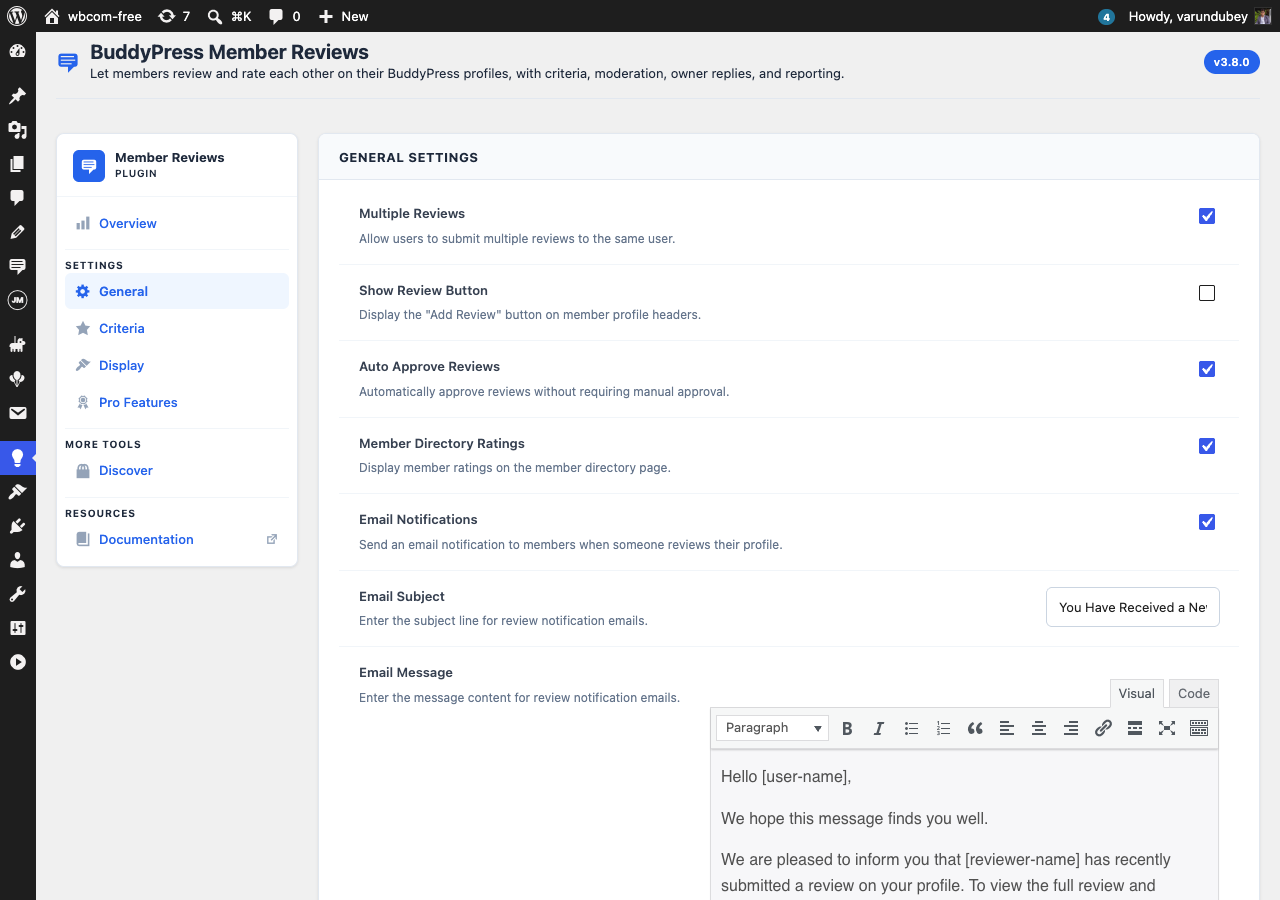 wbcom-free 7 ⌘K 0 New 4 Howdy, varundubey
BuddyPress Member Reviews
Let members review and rate each other on their BuddyPress profiles, with criteria, moderation, owner replies, and reporting.
v3.8.0
Member Reviews
PLUGIN
Overview
SETTINGS
General
Criteria
Display
Pro Features
MORE TOOLS
Discover
RESOURCES
Documentation
JM
GENERAL SETTINGS
Multiple Reviews
Allow users to submit multiple reviews to the same user.
Show Review Button
Display the "Add Review" button on member profile headers.
Auto Approve Reviews
Automatically approve reviews without requiring manual approval.
Member Directory Ratings
Display member ratings on the member directory page.
Email Notifications
Send an email notification to members when someone reviews their profile.
Email Subject
Enter the subject line for review notification emails.
You Have Received a Ne
Email Message
Enter the message content for review notification emails.
Visual Code
Paragraph
Hello [user-name],
We hope this message finds you well.
We are pleased to inform you that [reviewer-name] has recently
submitted a review on your profile. To view the full review and